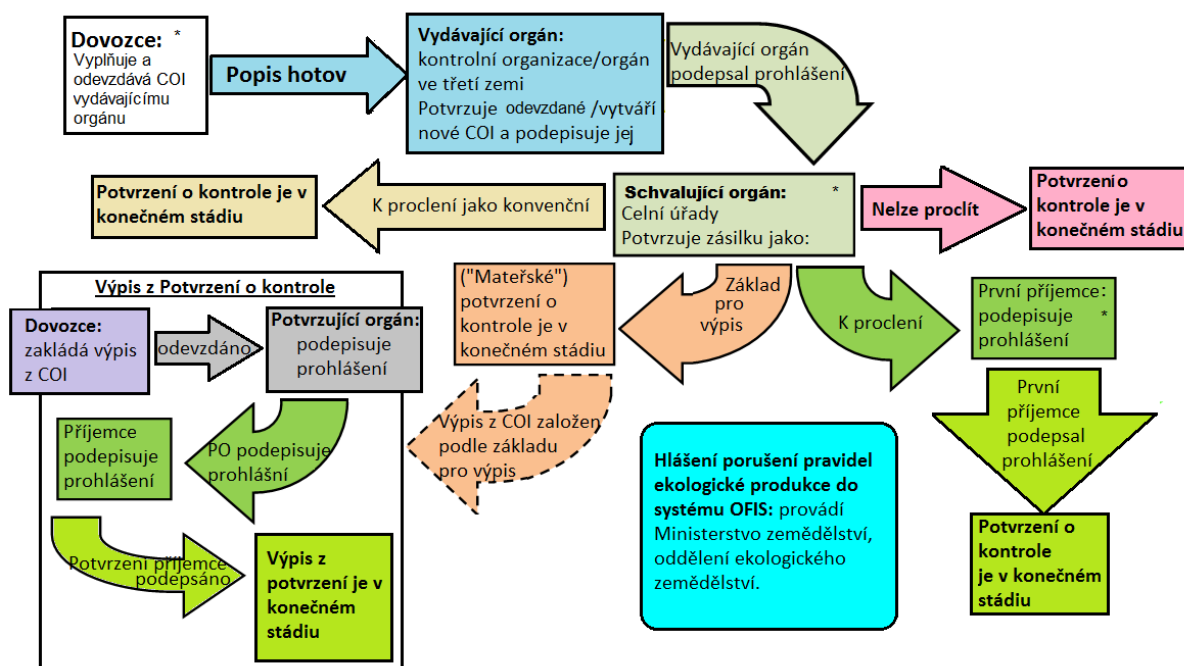 Dovozce: *
Vyplňuje a
odevzdává COI
vydávajícímu
orgánu
Popis hotov
Vydávající orgán:
kontrolní organizace/orgán
ve třetí zemi
Potvrzuje odevzdané /vytváří
nové COI a podepisuje jej
Vydávající orgán
podepsal prohlášení
Potvrzení o kontrole je v
konečném stádiu
K proclení jako konvenční
Schvalující orgán: *
Celní úřady
Potvrzuje zásilku jako:
Nelze proclít
Potvrzení o
kontrole je v
konečném stádiu
Výpis z Potvrzení o kontrole
Dovozce:
zakládá výpis
z COI
odevzdáno
Potvrzující orgán:
podepisuje
prohlášení
("Mateřské")
potvrzení o
kontrole je v
konečném stádiu
Základ
pro
výpis
K proclení
První příjemce:
podepisuje *
prohlášení
Příjemce
podepisuje
prohlášení
PO podepisuje
prohlášní
Výpis z COI založen
podle základu
pro výpis
První
příjemce
podepsal
prohlášení
Hlášení porušení pravidel
ekologické produkce do
systému OFIS: provádí
Ministerstvo zemědělství,
oddělení ekologického
zemědělství.
Potvrzení příjemce
podepsáno
Výpis z
potvrzení je v
konečném
stádiu
Potvrzení o
kontrole
je v konečném
stádiu